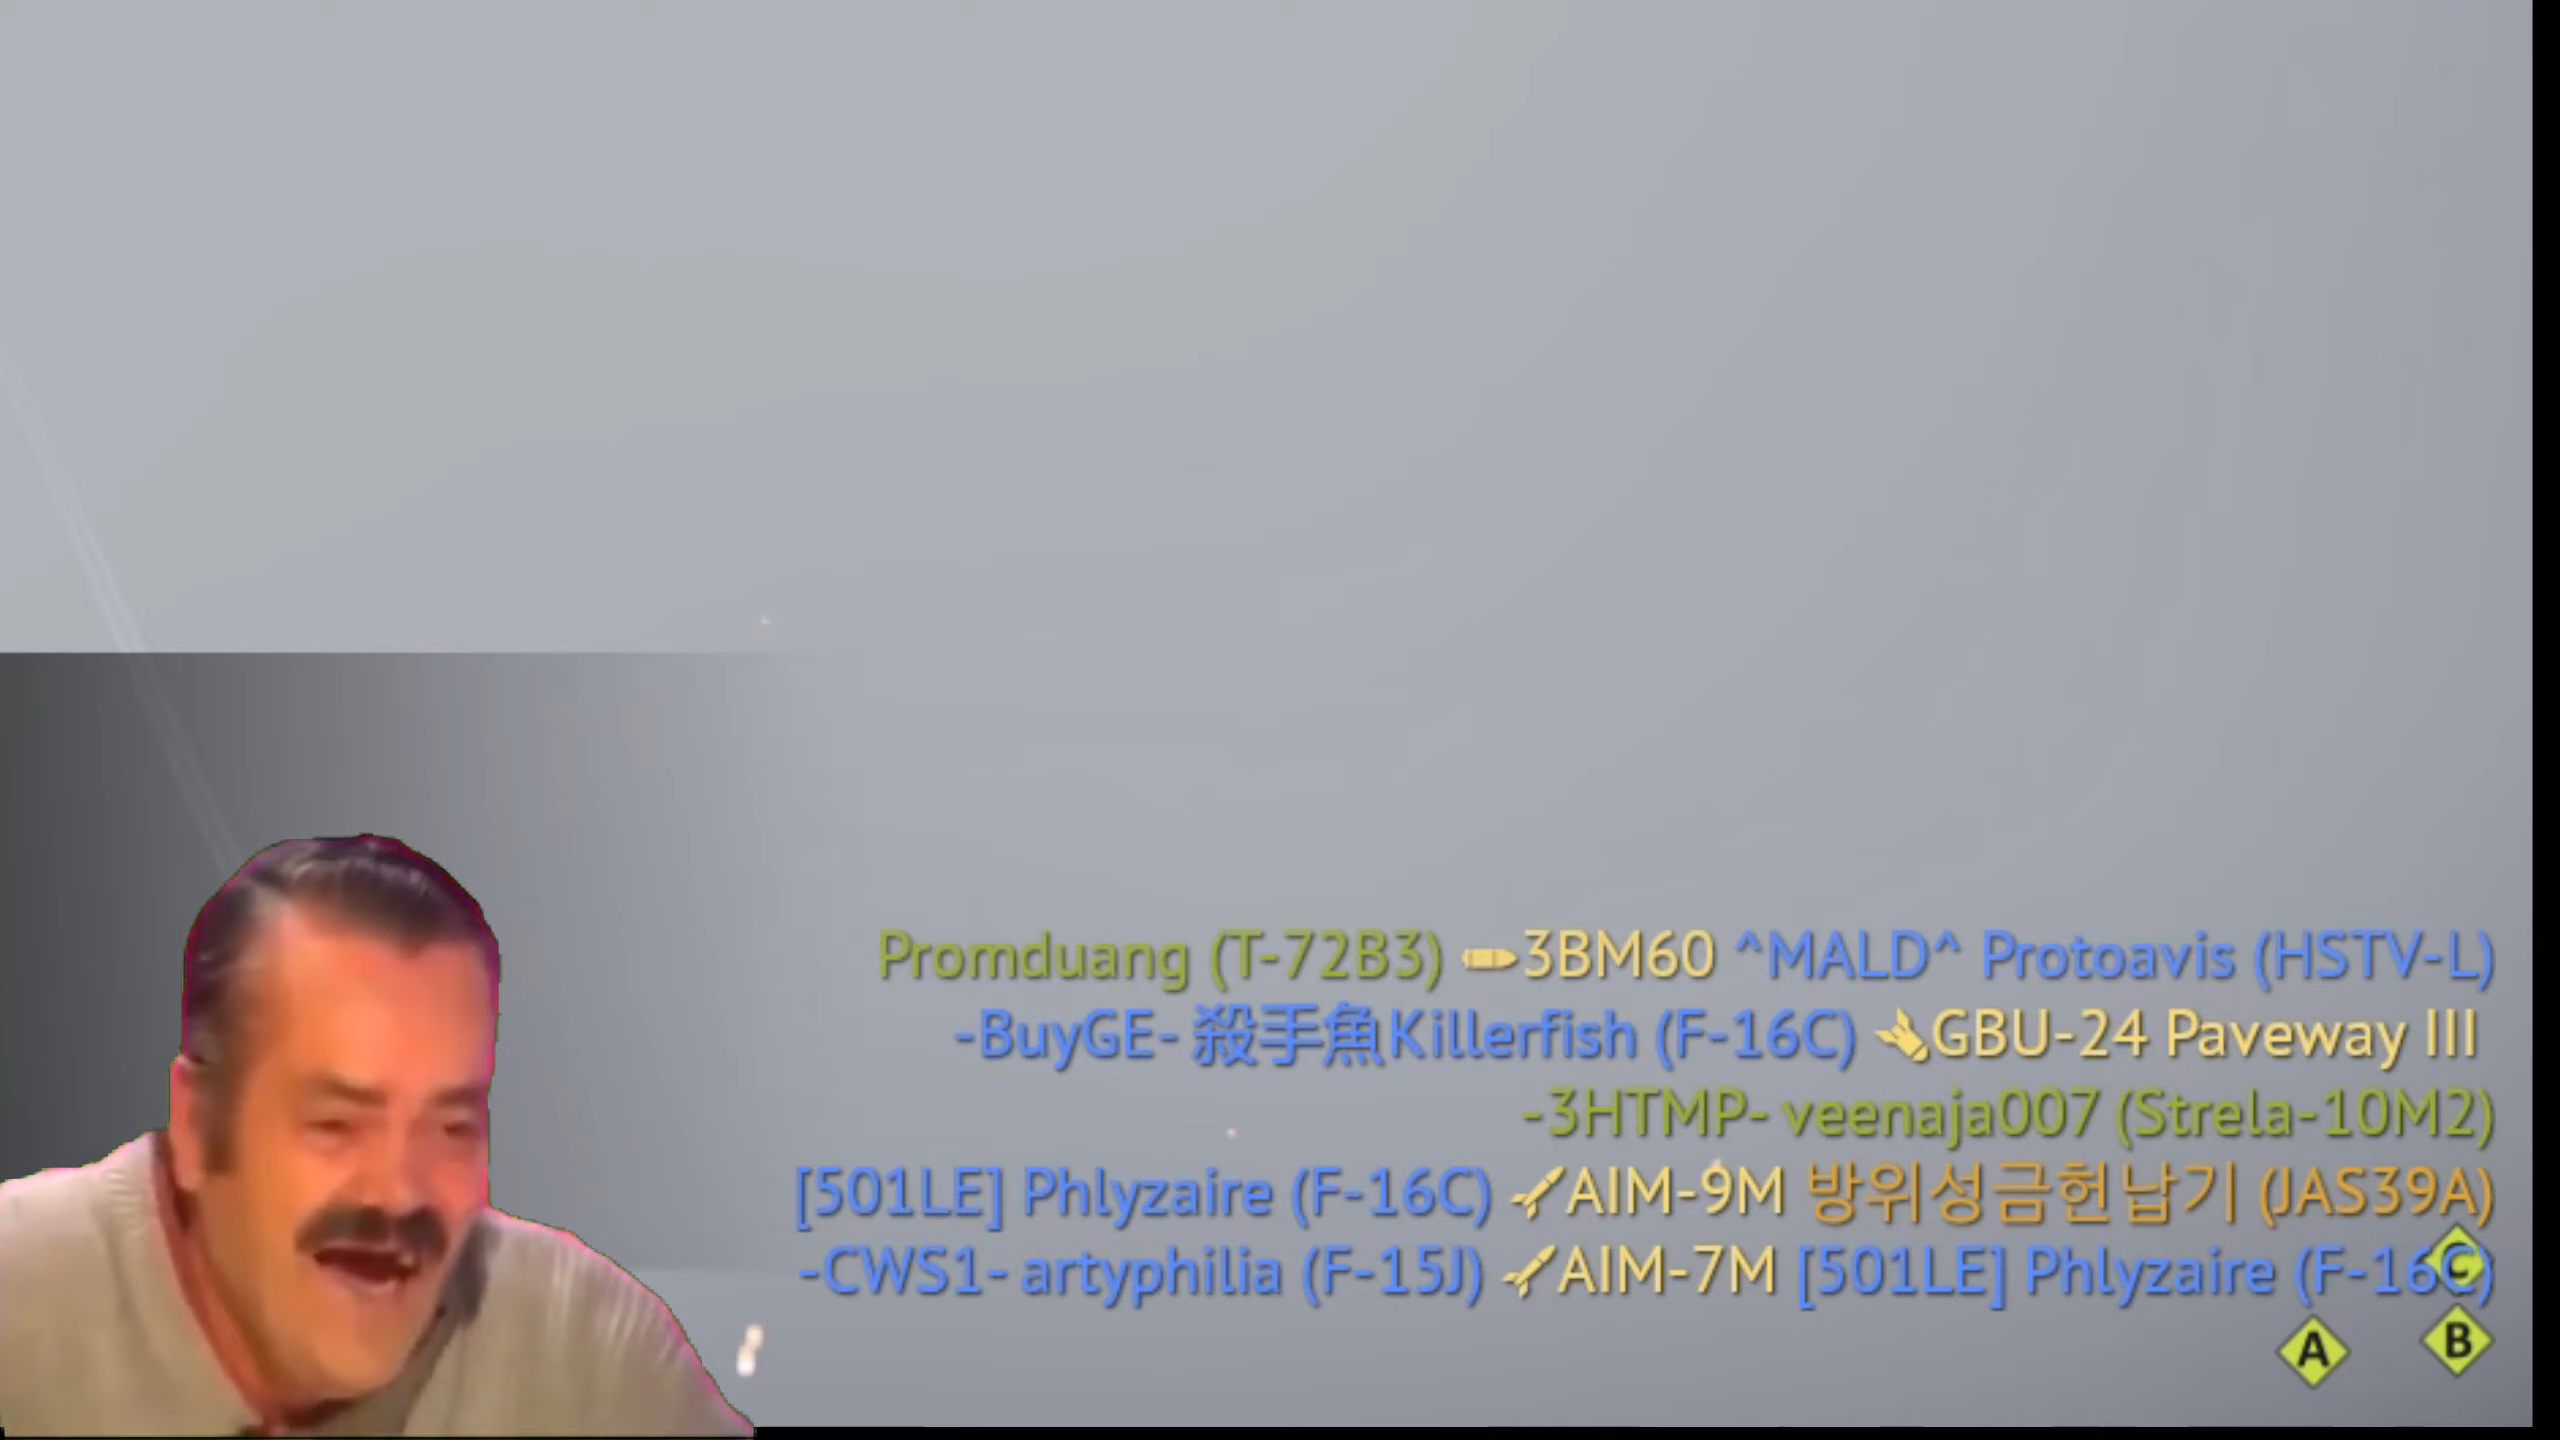 Promduang (T-72B3) 3BM60 ^MALD^ Protoavis (HSTV-L)
-BuyGE- 殺手魚Killerfish (F-16C) GBU-24 Paveway III
-3HTMP- veenaja007 (Strela-10M2)
[501LE] Phlyzaire (F-16C) AIM-9M 방위성금헌납기 (JAS39A)
-CWS1- artyphilia (F-15J) AIM-7M [501LE] Phlyzaire (F-16C)
C
A B